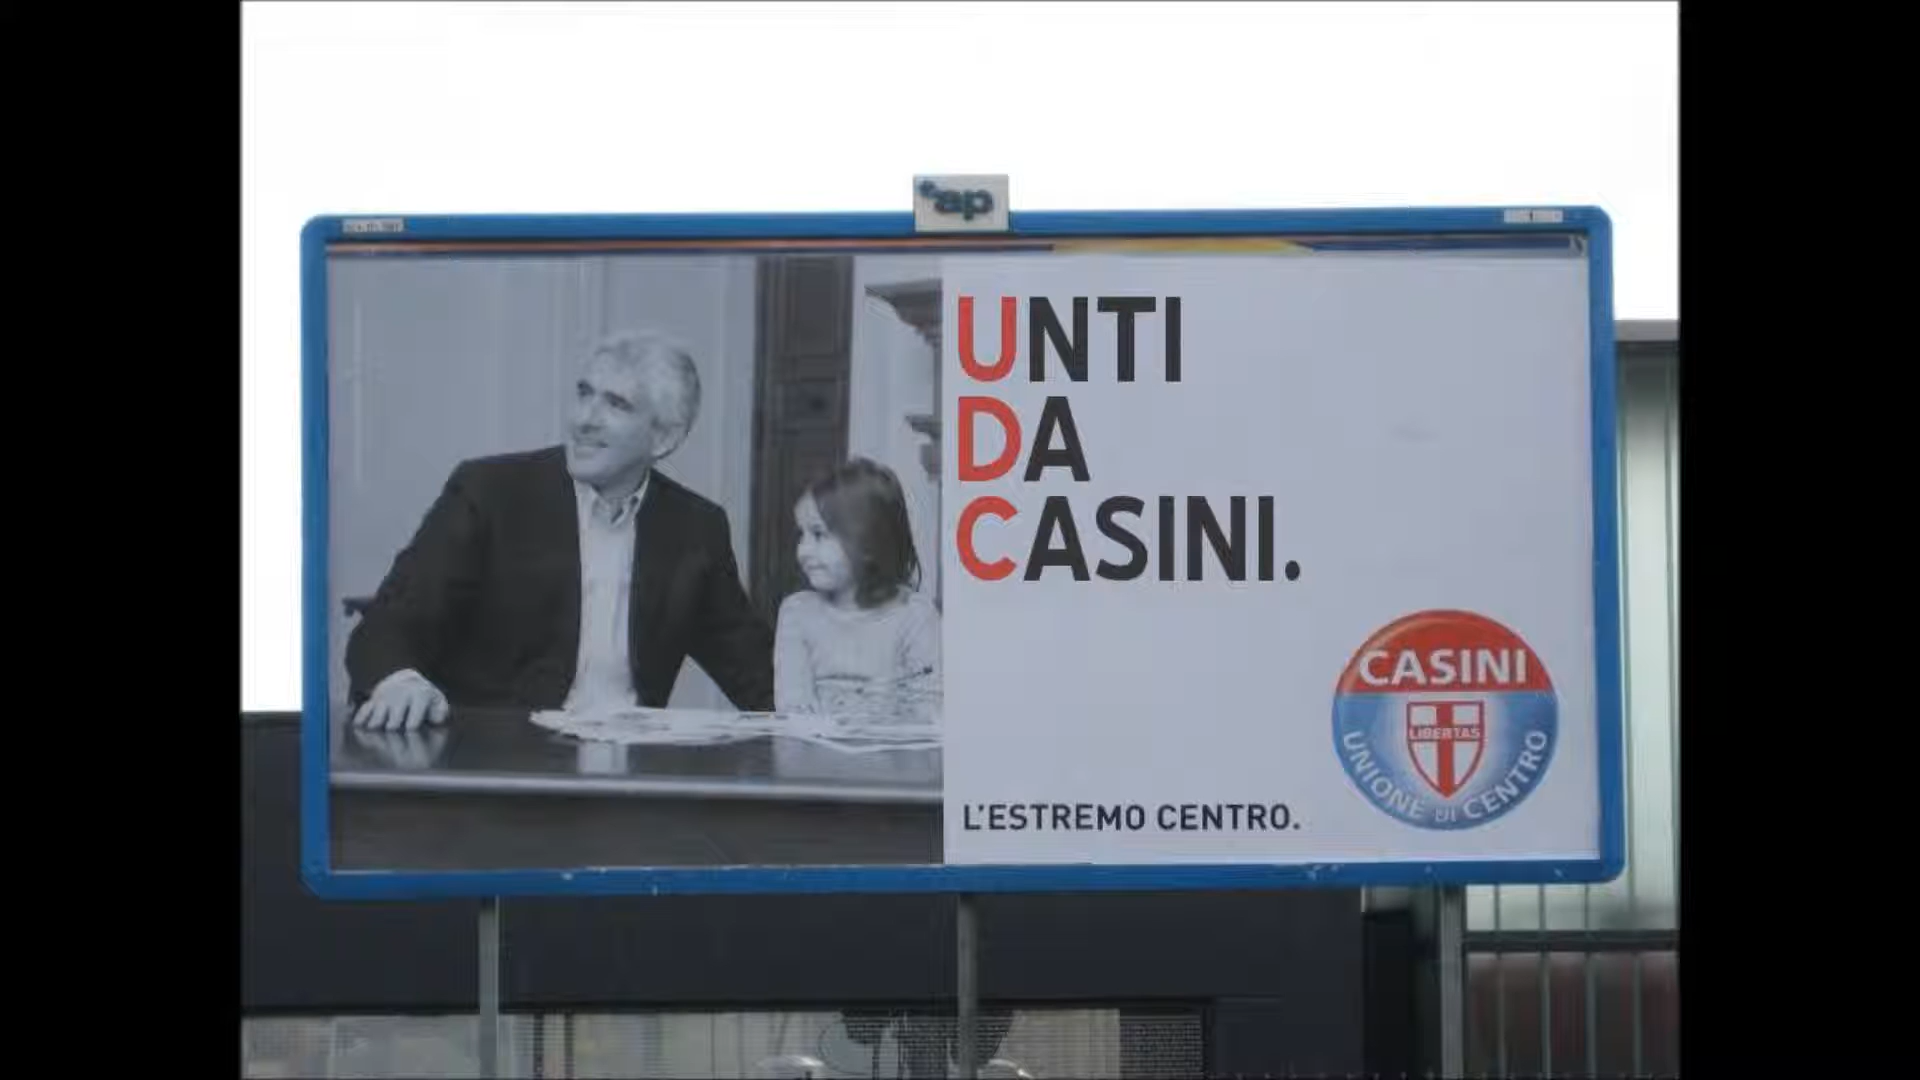 ap
UNTI
DA
CASINI.
CASINI
LIBERTAS
UNIONE DI CENTRO
L'ESTREMO CENTRO.